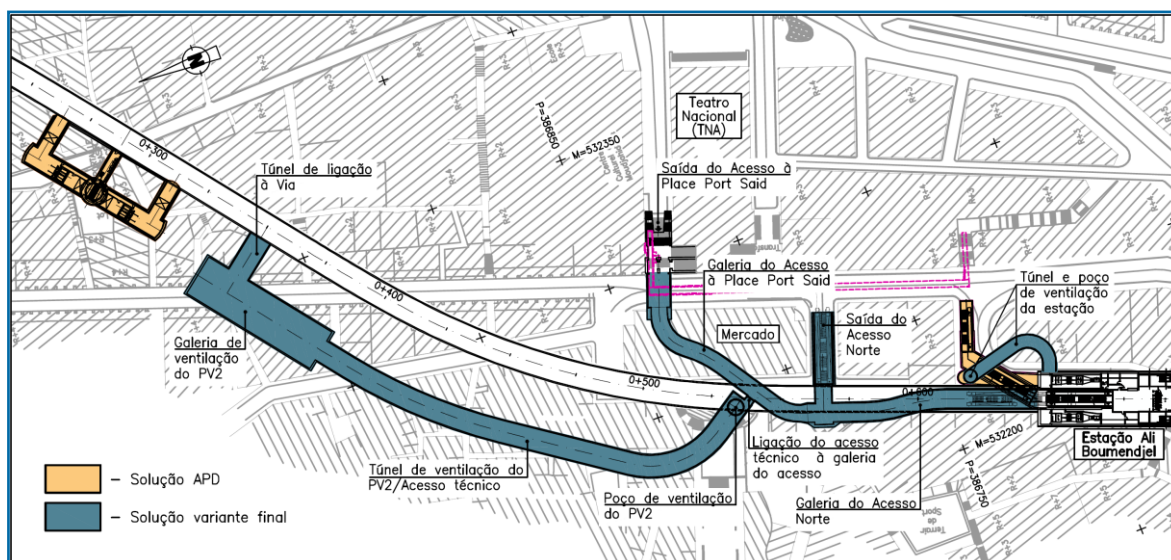 Teatro
Nacional
(TNA)
P=386850
M=532350
N
0+300
Túnel de ligação
à Via
Saída do Acesso à
Place Port Said
Galeria do Acesso
à Place Port Said
Túnel e poço
de ventilação
da estação
0+400
Saída do
Acesso
Norte
Mercado
Galeria de
ventilação
do PV2
0+500
0+600
M=532200
P=386750
Estação Ali
Boumendjel
Ligação do acesso
técnico à galeria
do acesso
Túnel de ventilação do
PV2/Acesso técnico
Poço de ventilação
do PV2
Galeria do Acesso
Norte
Terrain
Sport
– Solução APD
– Solução variante final